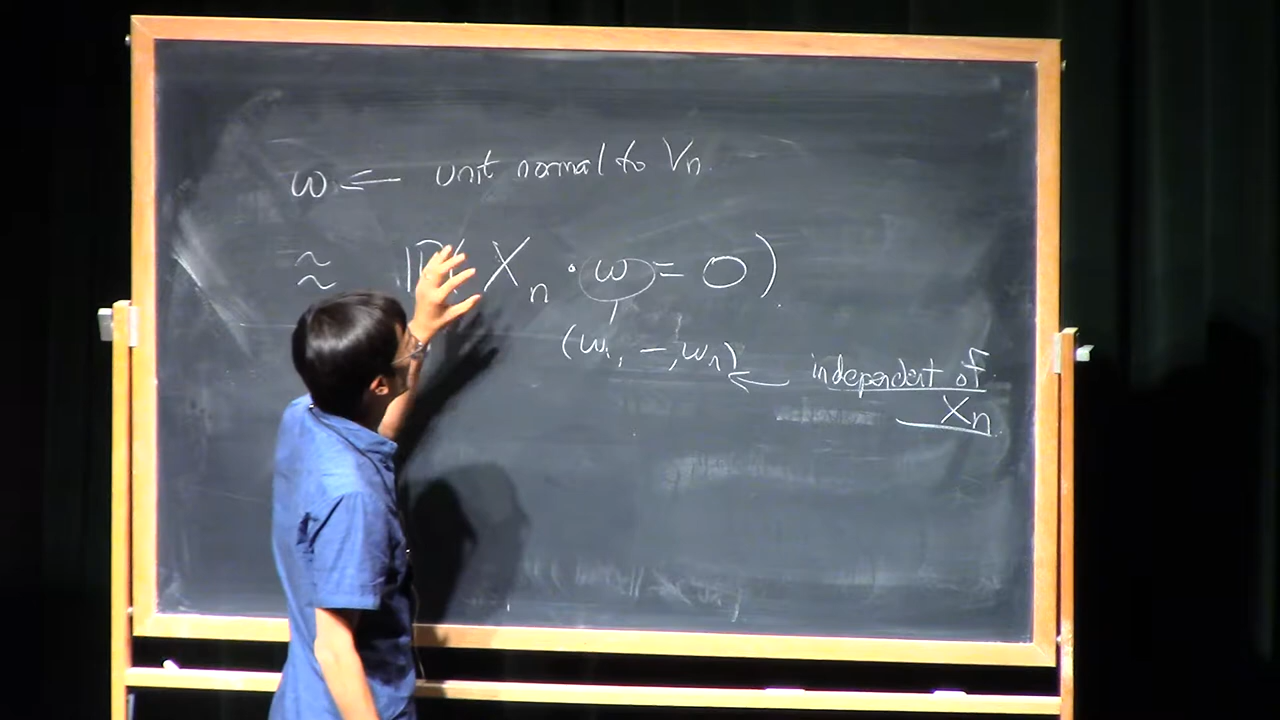 ω ← unit normal to Vn
≈ ℙ( Xn · ω = 0 ).
(ω1, –, ωn) ← independent of
Xn